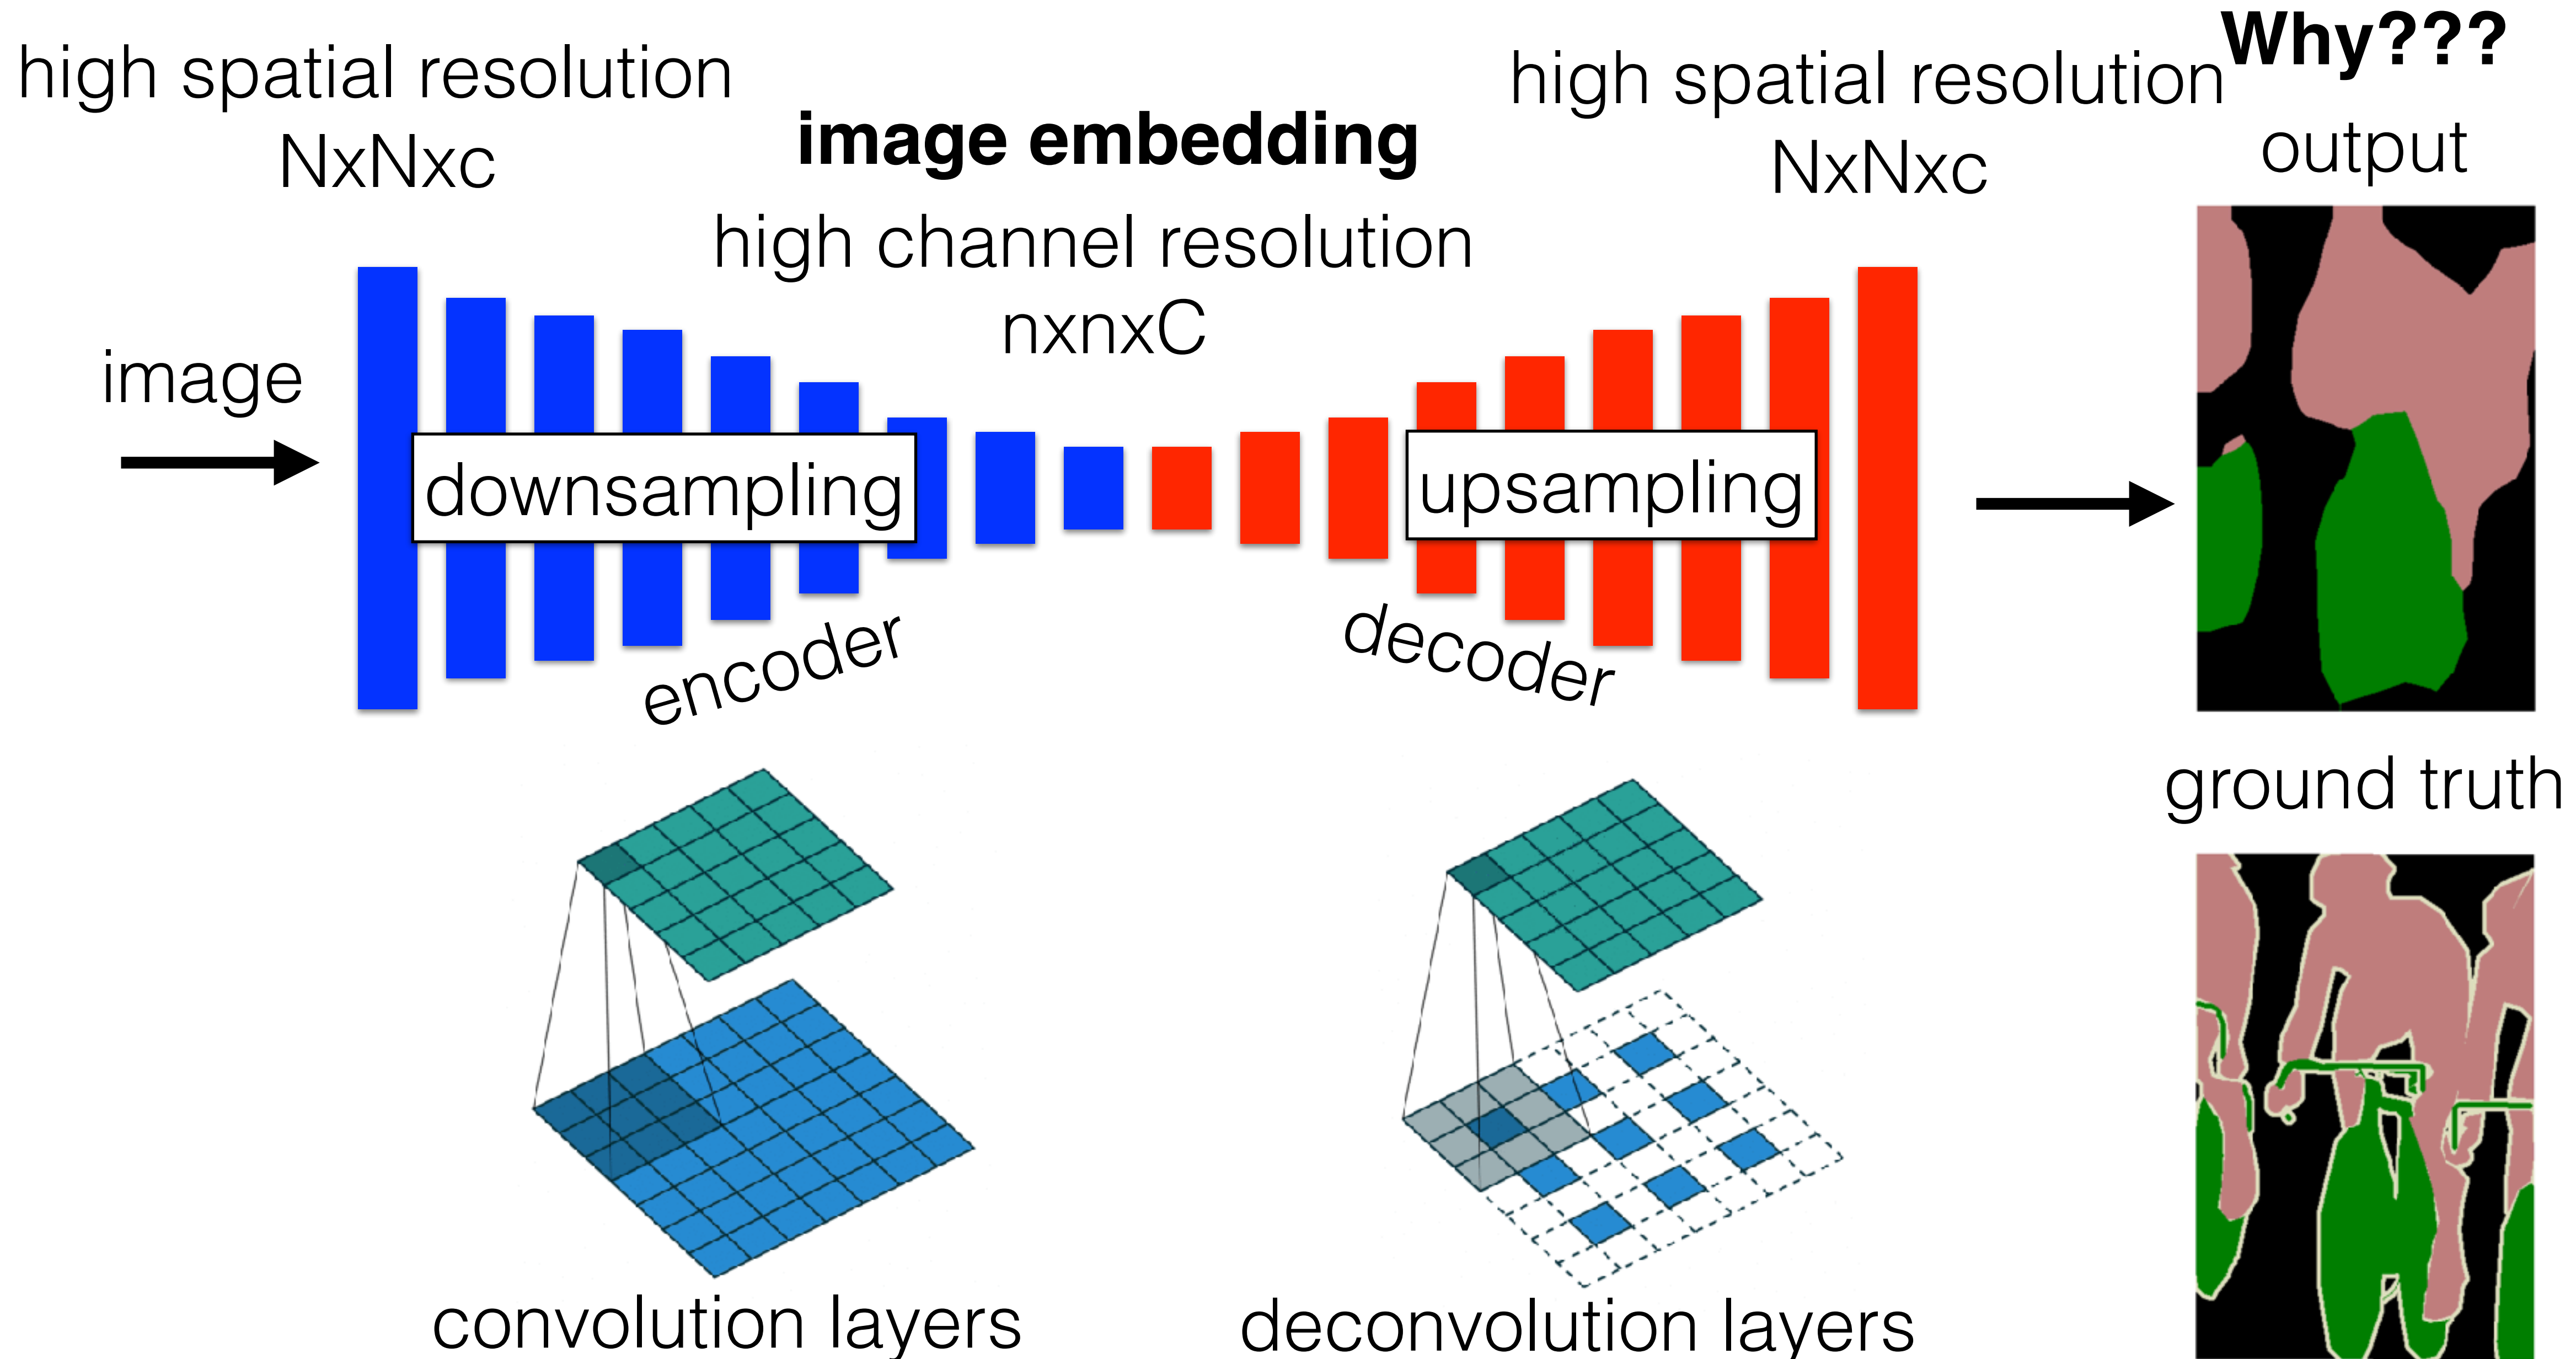 high spatial resolution
NxNxc
image embedding
high channel resolution
nxnxC
high spatial resolution
NxNxc
Why???
output
image
downsampling
upsampling
encoder
decoder
ground truth
convolution layers
deconvolution layers